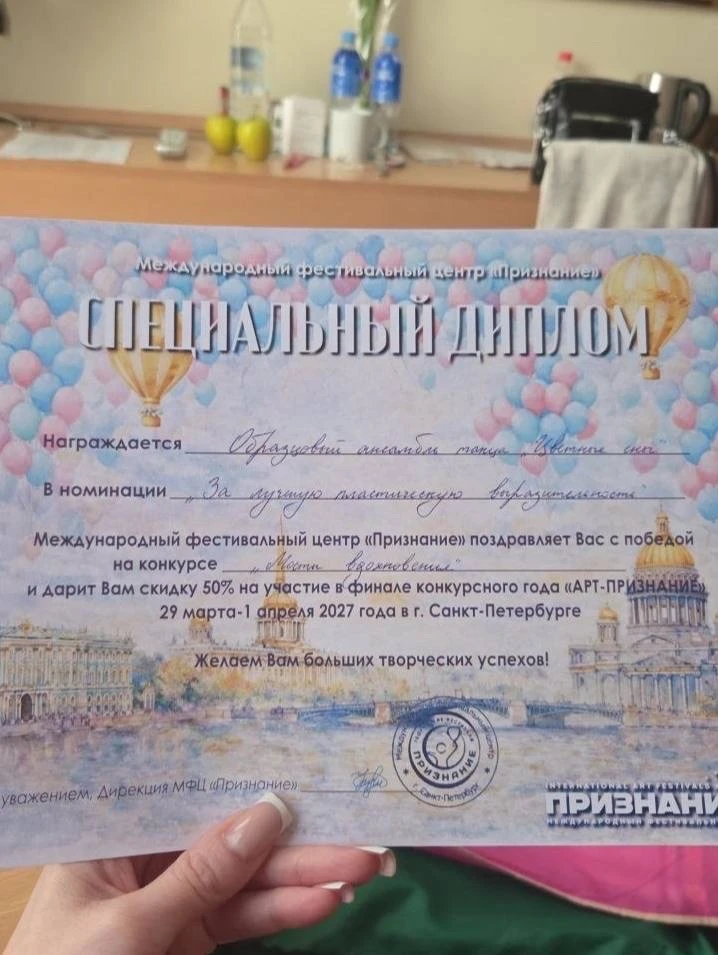 Международный фестивальный центр «Признание»
СПЕЦИАЛЬНЫЙ ДИПЛОМ
Награждается Образцовый ансамбль танца "Цветные сны"
В номинации "За лучшую пластическую выразительность"
Международный фестивальный центр «Признание» поздравляет Вас с победой
на конкурсе "Мосты вдохновения"
и дарит Вам скидку 50% на участие в финале конкурсного года «АРТ-ПРИЗНАНИЕ»
29 марта-1 апреля 2027 года в г. Санкт-Петербурге
Желаем Вам больших творческих успехов!
уважением, Дирекция МФЦ «Признание»
ПРИЗНАНИЕ
г. Санкт-Петербург
INTERNATIONAL ART FESTIVALS
ПРИЗНАНИ
МЕЖДУНАРОДНЫЕ ФЕСТИВАЛЬН